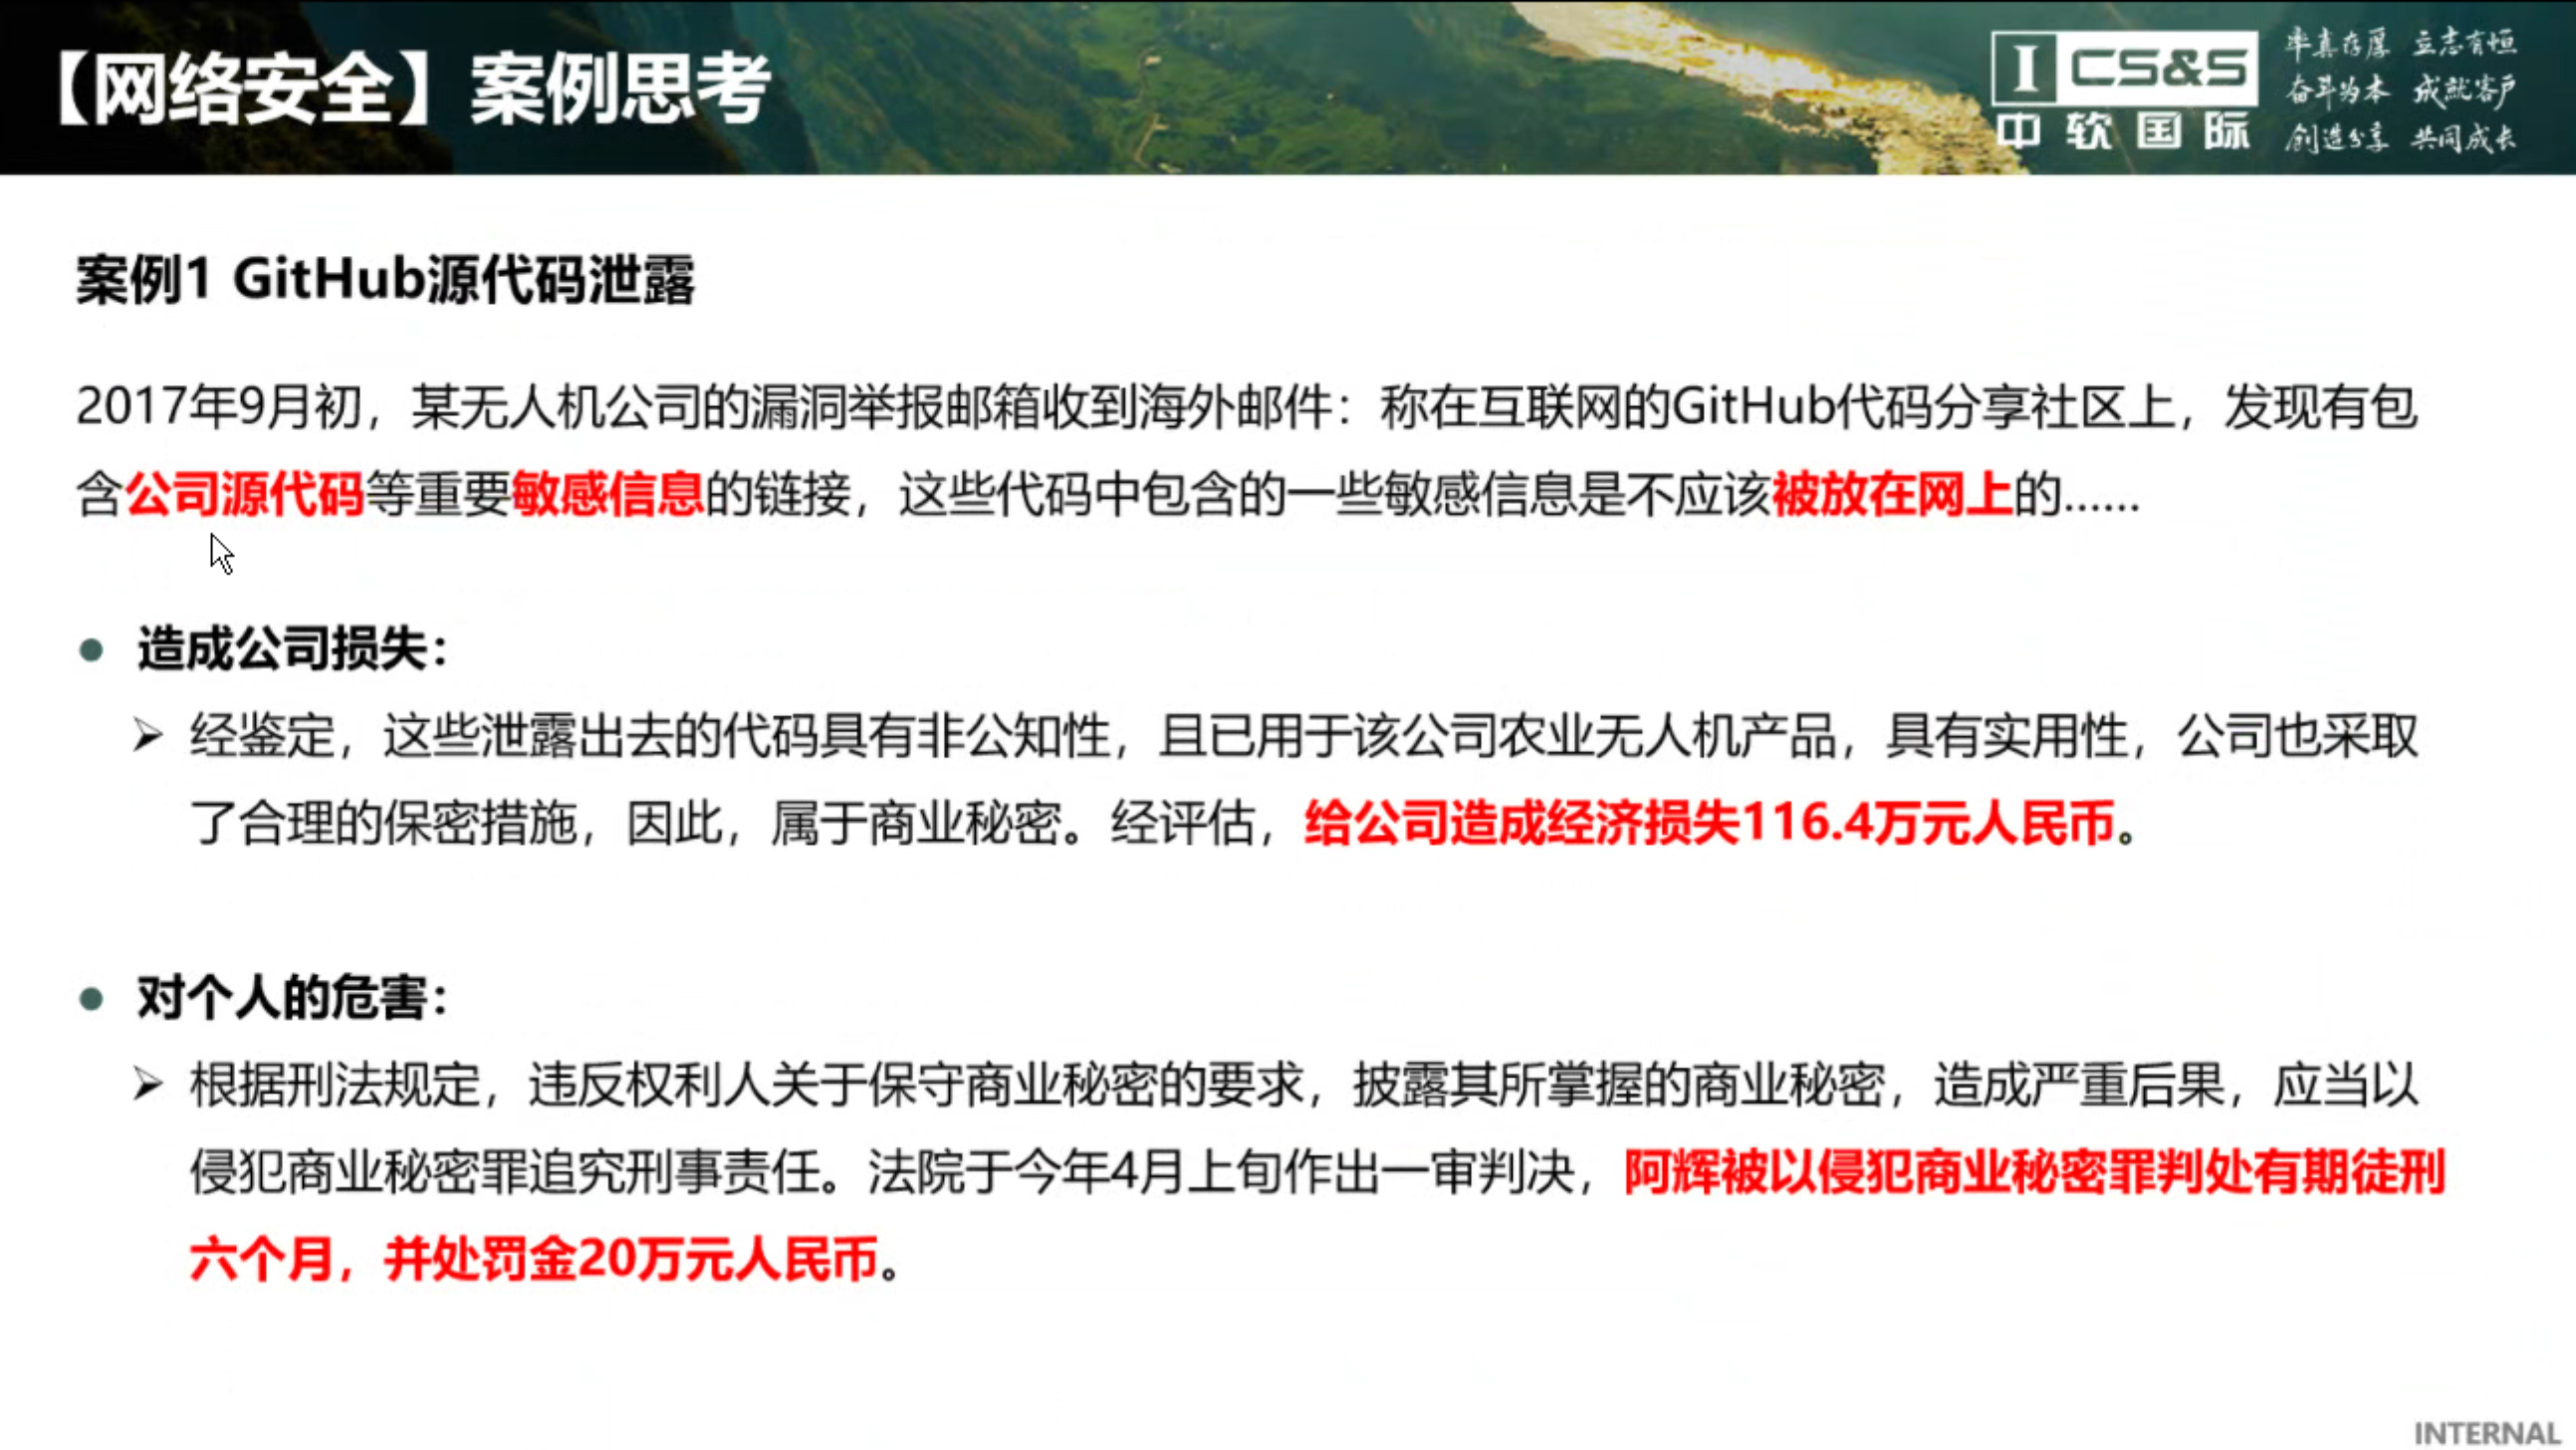 【网络安全】案例思考
I CS&S
中软国际
率真存厚 立志有恒
奋斗为本 成就客户
创造分享 共同成长
案例1 GitHub源代码泄露
2017年9月初，某无人机公司的漏洞举报邮箱收到海外邮件：称在互联网的GitHub代码分享社区上，发现有包
含公司源代码等重要敏感信息的链接，这些代码中包含的一些敏感信息是不应该被放在网上的……
● 造成公司损失：
➢ 经鉴定，这些泄露出去的代码具有非公知性，且已用于该公司农业无人机产品，具有实用性，公司也采取
了合理的保密措施，因此，属于商业秘密。经评估，给公司造成经济损失116.4万元人民币。
● 对个人的危害：
➢ 根据刑法规定，违反权利人关于保守商业秘密的要求，披露其所掌握的商业秘密，造成严重后果，应当以
侵犯商业秘密罪追究刑事责任。法院于今年4月上旬作出一审判决，阿辉被以侵犯商业秘密罪判处有期徒刑
六个月，并处罚金20万元人民币。
INTERNAL